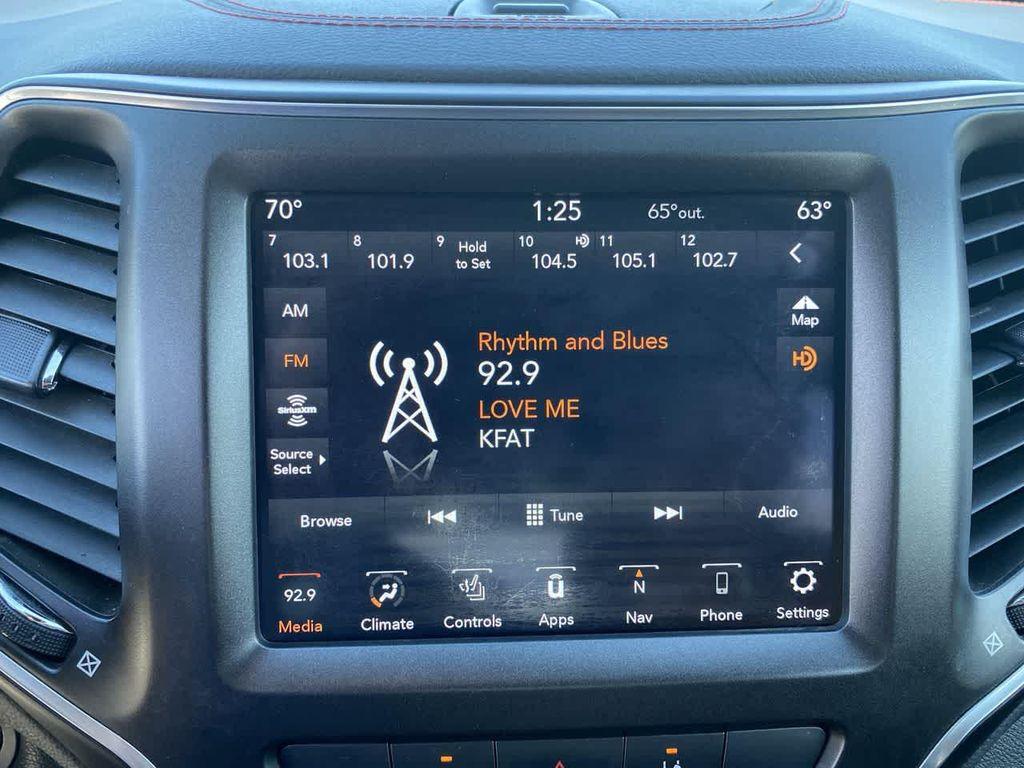 70° 1:25 65°out. 63°
7 8 9 Hold 10 HD 11 12
103.1 101.9 to Set 104.5 105.1 102.7
AM
Map
Rhythm and Blues
FM
92.9
HD
LOVE ME
SiriusXM
KFAT
Source
Select
Browse Tune Audio
92.9 N
Media Climate Controls Apps Nav Phone Settings